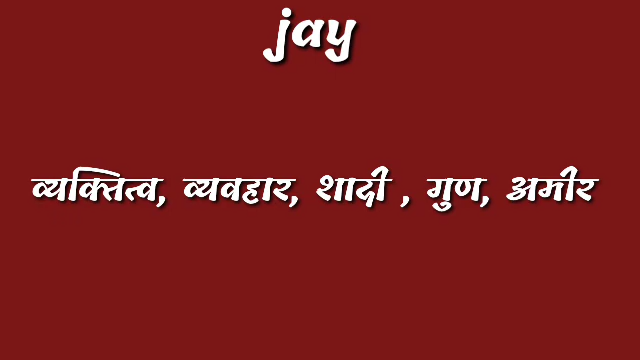 jay
व्यक्तित्व, व्यवहार, शादी , गुण, अमीर